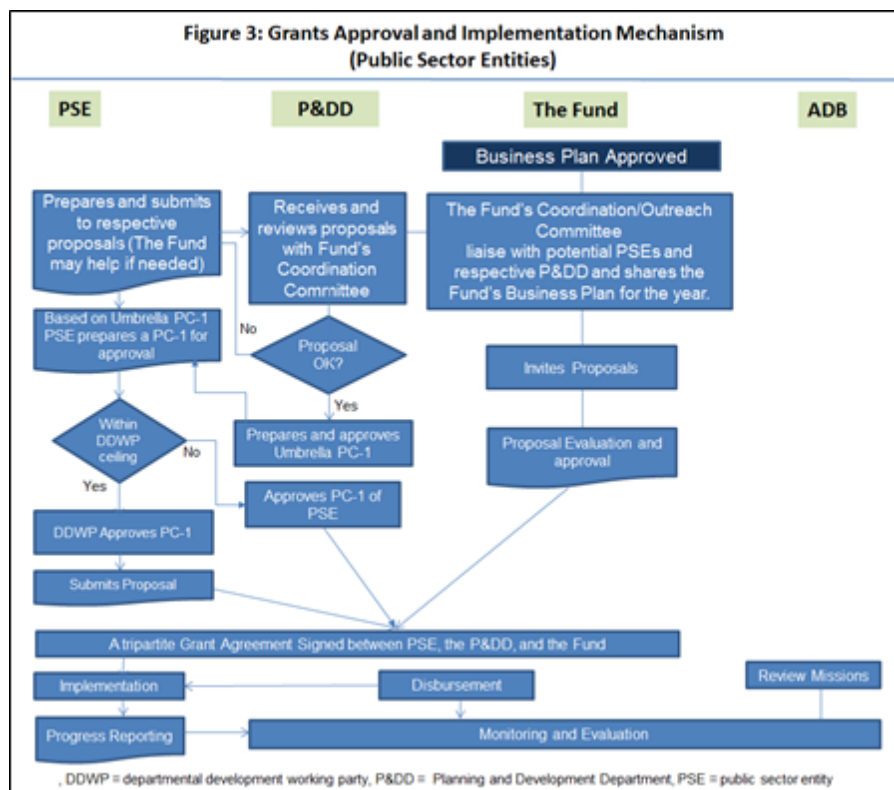 Figure 3: Grants Approval and Implementation Mechanism
(Public Sector Entities)
PSE
P&DD
The Fund
ADB
Business Plan Approved
Prepares and submits
to respective
proposals (The Fund
may help if needed)
Receives and
reviews proposals
with Fund's
Coordination
Committee
The Fund's Coordination/Outreach
Committee
liaise with potential PSEs and
respective P&DD and shares the
Fund's Business Plan for the year.
Based on Umbrella PC-1
PSE prepares a PC-1 for
approval
No
Proposal
OK?
Invites Proposals
Yes
Within
DDWP
ceiling
No
Prepares and approves
Umbrella PC-1
Proposal Evaluation and
approval
Yes
Approves PC-1 of
PSE
DDWP Approves PC-1
Submits Proposal
A tripartite Grant Agreement Signed between PSE, the P&DD, and the Fund
Implementation
Disbursement
Review Missions
Progress Reporting
Monitoring and Evaluation
, DDWP = departmental development working party, P&DD = Planning and Development Department, PSE = public sector entity